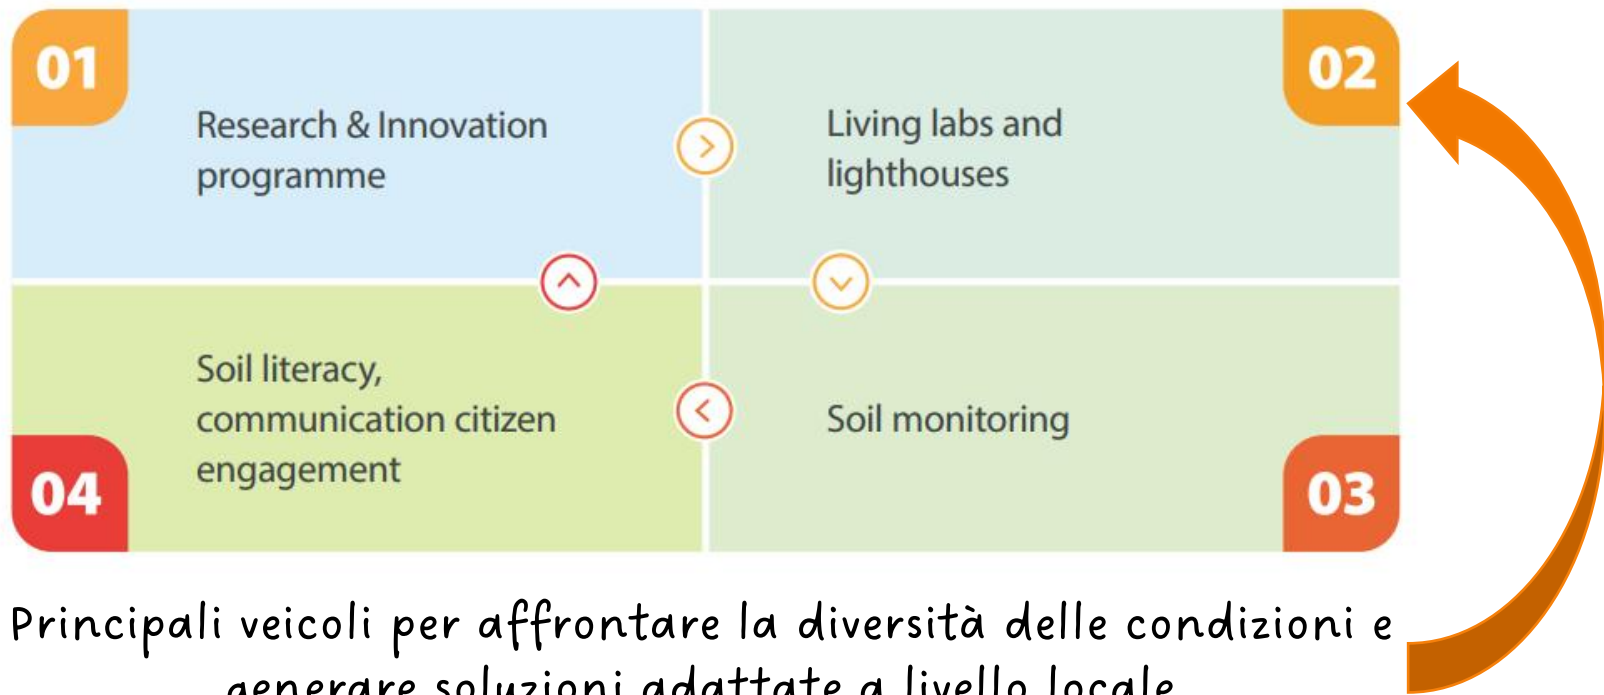 01
Research & Innovation
programme
02
Living labs and
lighthouses
04
Soil literacy,
communication citizen
engagement
03
Soil monitoring
Principali veicoli per affrontare la diversità delle condizioni e
generare soluzioni adattate a livello locale